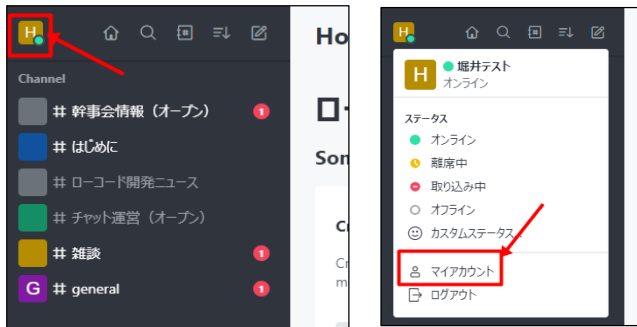 H
Channel
# 幹事会情報（オープン） 1
# はじめに
# ローコード開発ニュース
# チャット運営（オープン）
# 雑談 1
G # general 1
Ho
Son
Cr
m
H
H 堀井テスト
オンライン
ステータス
オンライン
離席中
取り込み中
オフライン
カスタムステータス...
マイアカウント
ログアウト